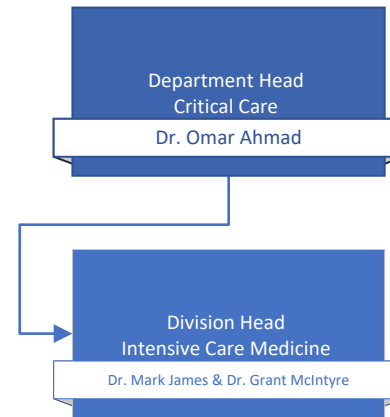 Department Head
Critical Care
Dr. Omar Ahmad
Division Head
Intensive Care Medicine
Dr. Mark James & Dr. Grant McIntyre